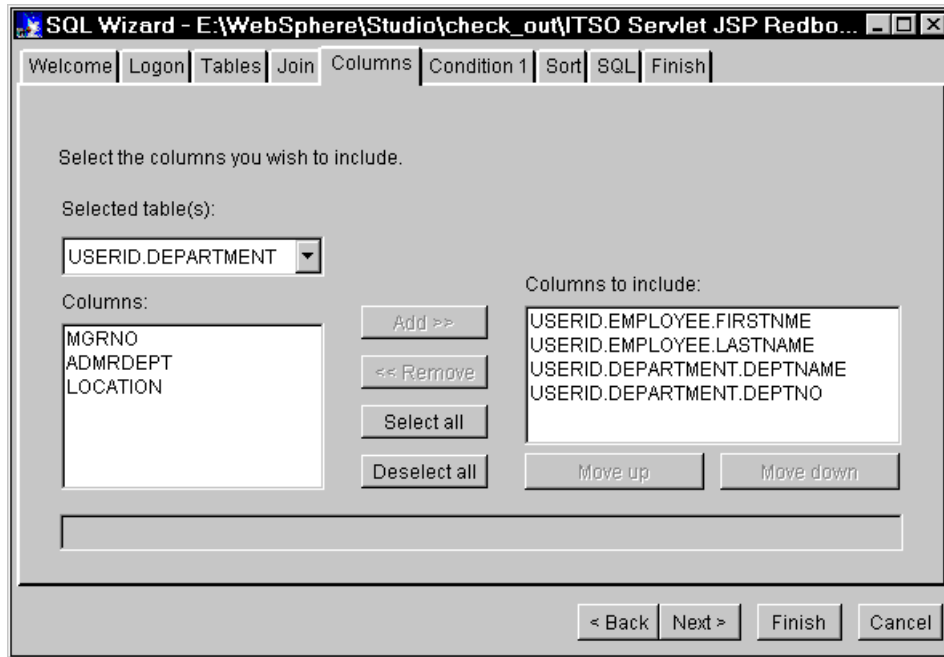 SQL Wizard - E:\WebSphere\Studio\check_out\ITSO Servlet JSP Redbo...
Welcome Logon Tables Join Columns Condition 1 Sort SQL Finish
Select the columns you wish to include.
Selected table(s):
USERID.DEPARTMENT
Columns:
MGRNO
ADMRDEPT
LOCATION
Add >>
<< Remove
Select all
Deselect all
Columns to include:
USERID.EMPLOYEE.FIRSTNME
USERID.EMPLOYEE.LASTNAME
USERID.DEPARTMENT.DEPTNAME
USERID.DEPARTMENT.DEPTNO
Move up Move down
< Back Next > Finish Cancel